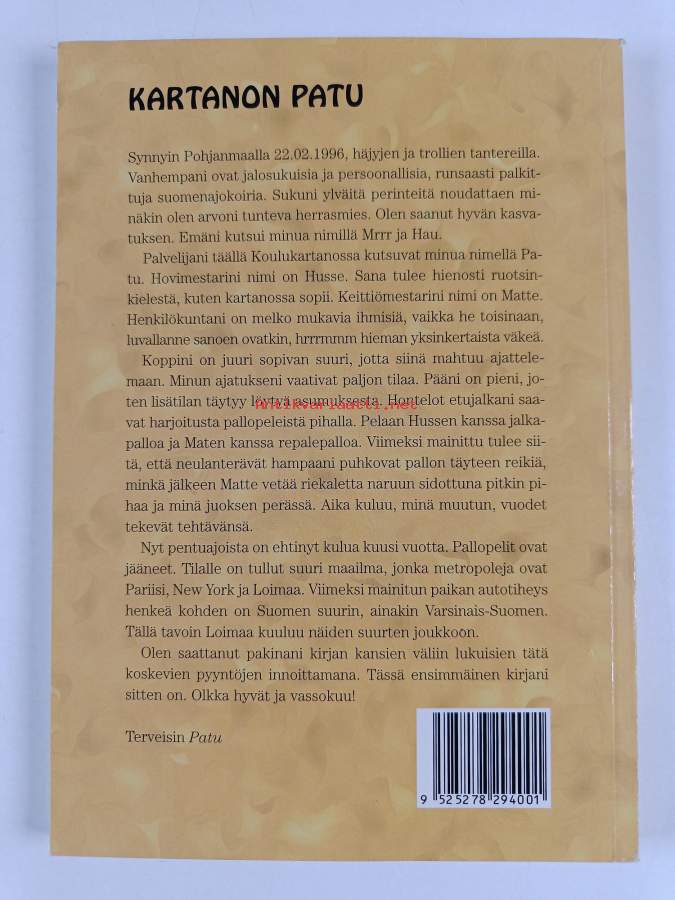 KARTANON PATU
Synnyin Pohjanmaalla 22.02.1996, häjyjen ja trollien tantereilla.
Vanhempani ovat jalosukuisia ja persoonallisia, runsaasti palkit-
tuja suomenajokoiria. Sukuni ylväitä perinteitä noudattaen mi-
näkin olen arvoni tunteva herrasmies. Olen saanut hyvän kasva-
tuksen. Emäni kutsui minua nimillä Mrrr ja Hau.
Palvelijani täällä Koulukartanossa kutsuvat minua nimellä Pa-
tu. Hovimestarini nimi on Husse. Sana tulee hienosti ruotsin-
kielestä, kuten kartanossa sopii. Keittiömestarini nimi on Matte.
Henkilökuntani on melko mukavia ihmisiä, vaikka he toisinaan,
luvallanne sanoen ovatkin, hrrrmmm hieman yksinkertaista väkeä.
Koppini on juuri sopivan suuri, jotta siinä mahtuu ajattele-
maan. Minun ajatukseni vaativat paljon tilaa. Pääni on pieni, jo-
ten lisätilan täytyy löytyä asumuksesta. Hontelot etujalkani saa-
Antikvariaatti.net
vat harjoitusta pallopeleistä pihalla. Pelaan Hussen kanssa jalka-
palloa ja Maten kanssa repalepalloa. Viimeksi mainittu tulee sii-
tä, että neulanterävät hampaani puhkovat pallon täyteen reikiä,
minkä jälkeen Matte vetää riekaletta naruun sidottuna pitkin pi-
haa ja minä juoksen perässä. Aika kuluu, minä muutun, vuodet
tekevät tehtävänsä.
Nyt pentuajoista on ehtinyt kulua kuusi vuotta. Pallopelit ovat
jääneet. Tilalle on tullut suuri maailma, jonka metropoleja ovat
Pariisi, New York ja Loimaa. Viimeksi mainitun paikan autotiheys
henkeä kohden on Suomen suurin, ainakin Varsinais-Suomen.
Tällä tavoin Loimaa kuuluu näiden suurten joukkoon.
Olen saattanut pakinani kirjan kansien väliin lukuisien tätä
koskevien pyyntöjen innoittamana. Tässä ensimmäinen kirjani
sitten on. Olkka hyvät ja vassokuu!
Terveisin Patu
9 525278 294001